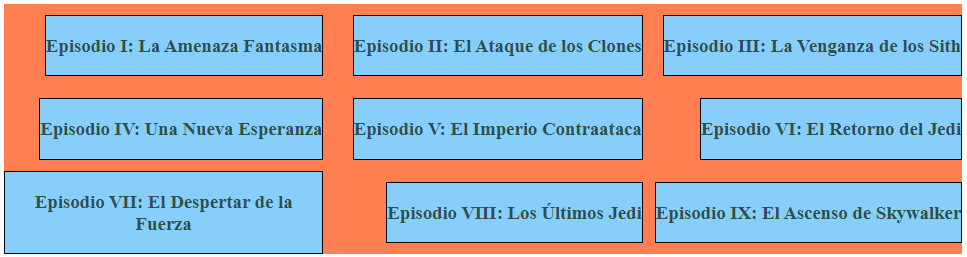 Episodio I: La Amenaza Fantasma
Episodio II: El Ataque de los Clones
Episodio III: La Venganza de los Sith
Episodio IV: Una Nueva Esperanza
Episodio V: El Imperio Contraataca
Episodio VI: El Retorno del Jedi
Episodio VII: El Despertar de la
Fuerza
Episodio VIII: Los Últimos Jedi
Episodio IX: El Ascenso de Skywalker